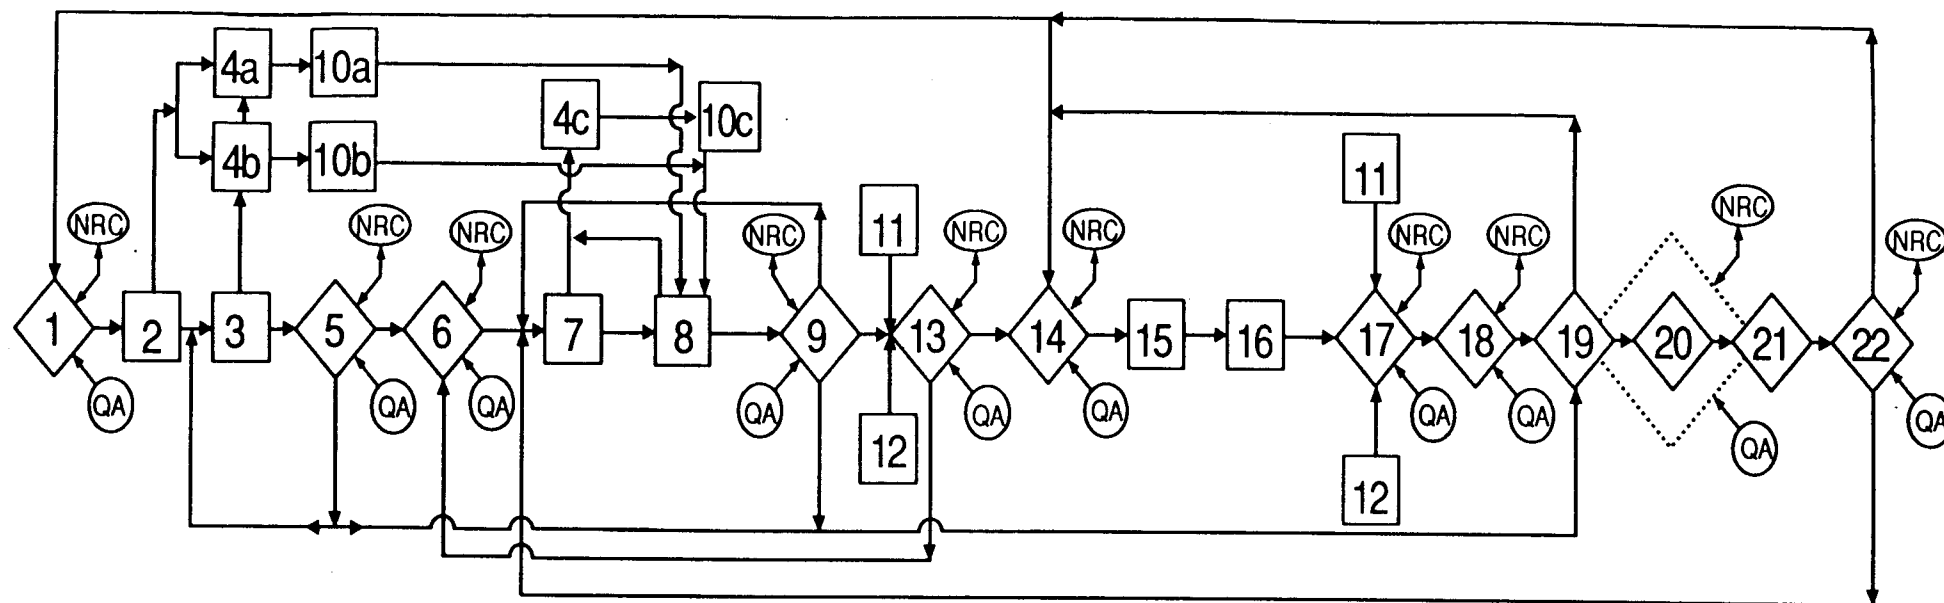 4a 10a
4c 10c
4b 10b
11
11
NRC NRC NRC NRC NRC NRC NRC NRC NRC NRC
1 2 3 5 6 7 8 9 13 14 15 16 17 18 19 20 21 22
QA QA QA QA QA QA QA QA QA QA
12
12